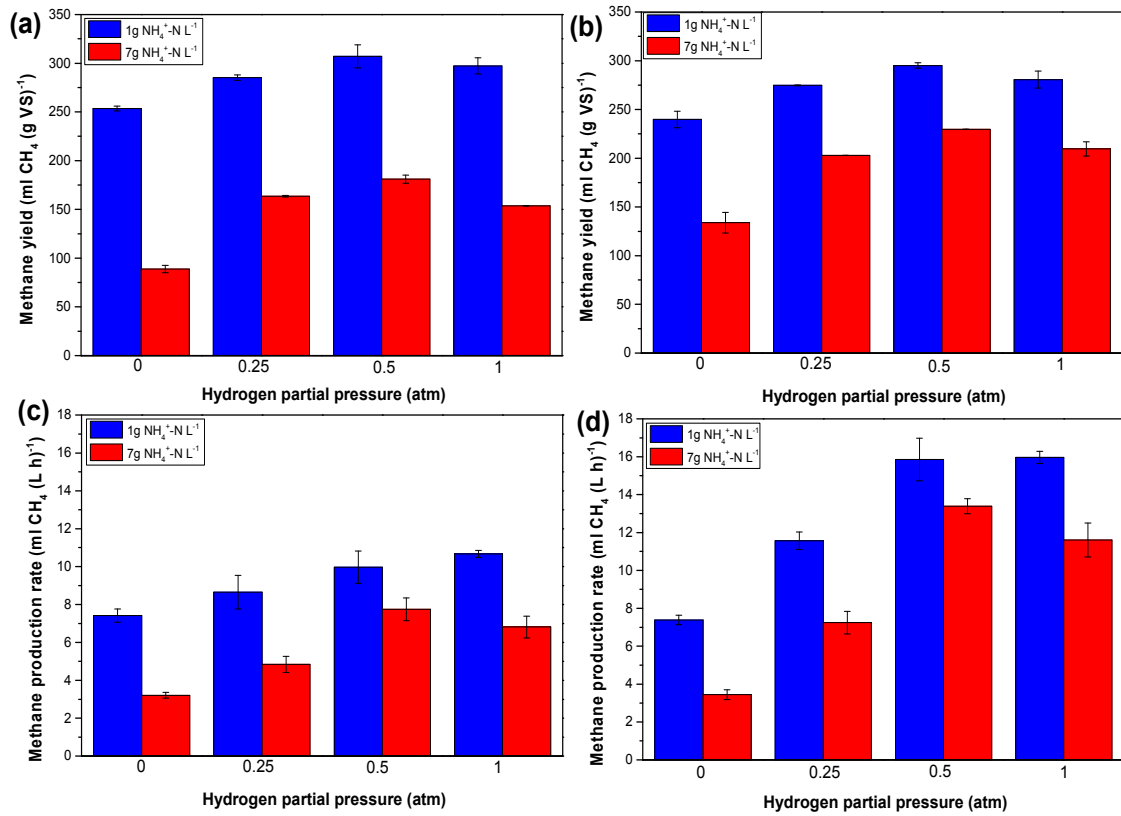 (a)
1g NH₄⁺-N L⁻¹
7g NH₄⁺-N L⁻¹
Methane yield (ml CH₄ (g VS)⁻¹
350
300
250
200
150
100
50
0
0 0.25 0.5 1
Hydrogen partial pressure (atm)
(b)
1g NH₄⁺-N L⁻¹
7g NH₄⁺-N L⁻¹
Methane yield (ml CH₄ (g VS)⁻¹
350
300
250
200
150
100
50
0
0 0.25 0.5 1
Hydrogen partial pressure (atm)
(c)
1g NH₄⁺-N L⁻¹
7g NH₄⁺-N L⁻¹
Methane production rate (ml CH₄ (L h)⁻¹
18
16
14
12
10
8
6
4
2
0
0 0.25 0.5 1
Hydrogen partial pressure (atm)
(d)
1g NH₄⁺-N L⁻¹
7g NH₄⁺-N L⁻¹
Methane production rate (ml CH₄ (L h)⁻¹
18
16
14
12
10
8
6
4
2
0
0 0.25 0.5 1
Hydrogen partial pressure (atm)